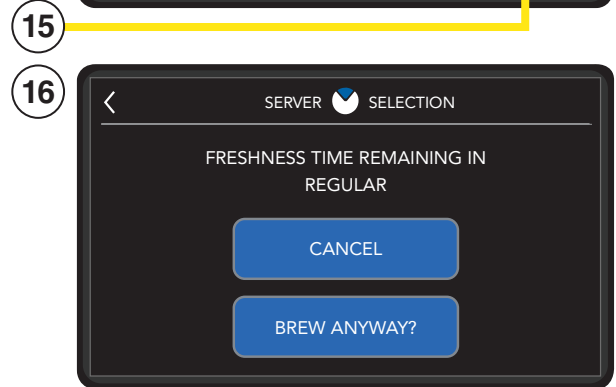 15
16
SERVER SELECTION
FRESHNESS TIME REMAINING IN
REGULAR
CANCEL
BREW ANYWAY?